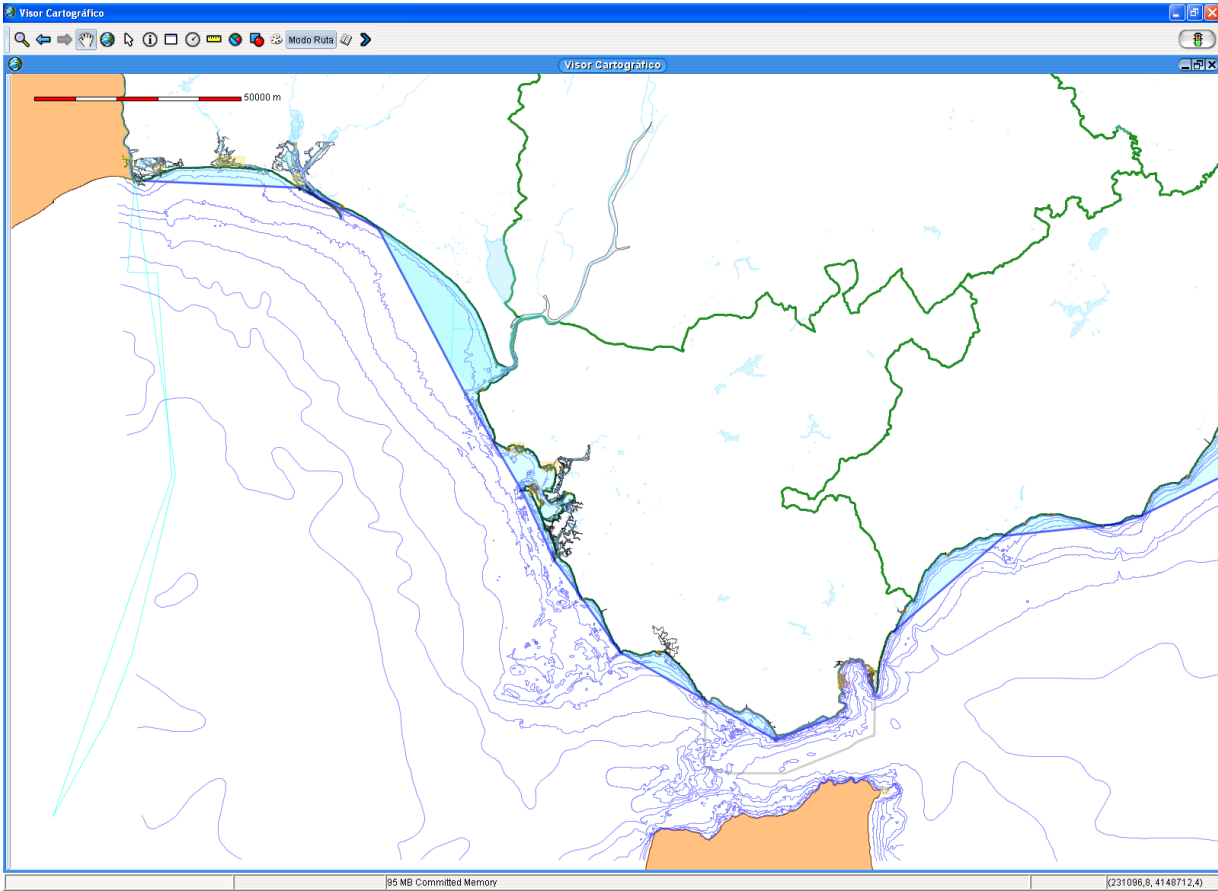 Visor Cartográfico
Modo Ruta
Visor Cartográfico
50000 m
95 MB Committed Memory
(231096,8, 4148712,4)